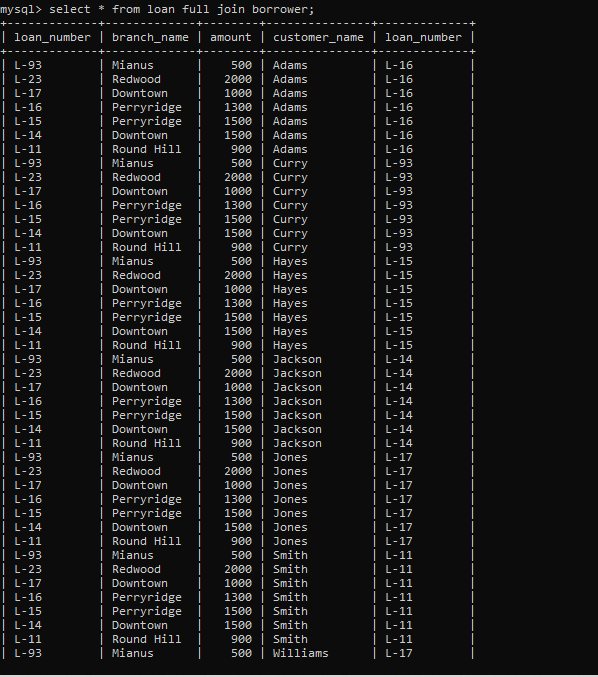 mysql> select * from loan full join borrower;
+-------------+-------------+--------+---------------+-------------+
| loan_number | branch_name | amount | customer_name | loan_number |
+-------------+-------------+--------+---------------+-------------+
| L-93        | Mianus      |    500 | Adams         | L-16        |
| L-23        | Redwood     |   2000 | Adams         | L-16        |
| L-17        | Downtown    |   1000 | Adams         | L-16        |
| L-16        | Perryridge  |   1300 | Adams         | L-16        |
| L-15        | Perryridge  |   1500 | Adams         | L-16        |
| L-14        | Downtown    |   1500 | Adams         | L-16        |
| L-11        | Round Hill  |    900 | Adams         | L-16        |
| L-93        | Mianus      |    500 | Curry         | L-93        |
| L-23        | Redwood     |   2000 | Curry         | L-93        |
| L-17        | Downtown    |   1000 | Curry         | L-93        |
| L-16        | Perryridge  |   1300 | Curry         | L-93        |
| L-15        | Perryridge  |   1500 | Curry         | L-93        |
| L-14        | Downtown    |   1500 | Curry         | L-93        |
| L-11        | Round Hill  |    900 | Curry         | L-93        |
| L-93        | Mianus      |    500 | Hayes         | L-15        |
| L-23        | Redwood     |   2000 | Hayes         | L-15        |
| L-17        | Downtown    |   1000 | Hayes         | L-15        |
| L-16        | Perryridge  |   1300 | Hayes         | L-15        |
| L-15        | Perryridge  |   1500 | Hayes         | L-15        |
| L-14        | Downtown    |   1500 | Hayes         | L-15        |
| L-11        | Round Hill  |    900 | Hayes         | L-15        |
| L-93        | Mianus      |    500 | Jackson       | L-14        |
| L-23        | Redwood     |   2000 | Jackson       | L-14        |
| L-17        | Downtown    |   1000 | Jackson       | L-14        |
| L-16        | Perryridge  |   1300 | Jackson       | L-14        |
| L-15        | Perryridge  |   1500 | Jackson       | L-14        |
| L-14        | Downtown    |   1500 | Jackson       | L-14        |
| L-11        | Round Hill  |    900 | Jackson       | L-14        |
| L-93        | Mianus      |    500 | Jones         | L-17        |
| L-23        | Redwood     |   2000 | Jones         | L-17        |
| L-17        | Downtown    |   1000 | Jones         | L-17        |
| L-16        | Perryridge  |   1300 | Jones         | L-17        |
| L-15        | Perryridge  |   1500 | Jones         | L-17        |
| L-14        | Downtown    |   1500 | Jones         | L-17        |
| L-11        | Round Hill  |    900 | Jones         | L-17        |
| L-93        | Mianus      |    500 | Smith         | L-11        |
| L-23        | Redwood     |   2000 | Smith         | L-11        |
| L-17        | Downtown    |   1000 | Smith         | L-11        |
| L-16        | Perryridge  |   1300 | Smith         | L-11        |
| L-15        | Perryridge  |   1500 | Smith         | L-11        |
| L-14        | Downtown    |   1500 | Smith         | L-11        |
| L-11        | Round Hill  |    900 | Smith         | L-11        |
| L-93        | Mianus      |    500 | Williams      | L-17        |